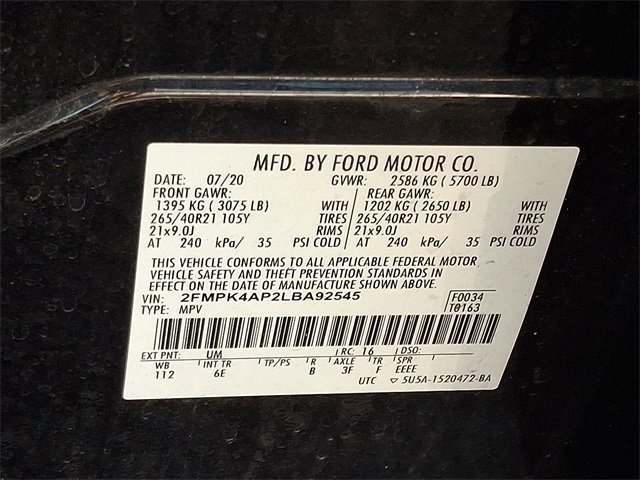 MFD. BY FORD MOTOR CO.
DATE: 07/20 GVWR: 2586 KG ( 5700 LB)
FRONT GAWR: REAR GAWR:
1395 KG ( 3075 LB) WITH 1202 KG ( 2650 LB) WITH
265/40R21 105Y TIRES 265/40R21 105Y TIRES
21x9.0J RIMS 21x9.0J RIMS
AT 240 kPa/ 35 PSI COLD AT 240 kPa/ 35 PSI COLD
THIS VEHICLE CONFORMS TO ALL APPLICABLE FEDERAL MOTOR
VEHICLE SAFETY AND THEFT PREVENTION STANDARDS IN
EFFECT ON THE DATE OF MANUFACTURE SHOWN ABOVE.
VIN: 2FMPK4AP2LBA92545 F0034
TYPE: MPV T0163
EXT PNT: UM RC: 16 DSO:
WB INT TR TP/PS R AXLE TR SPR
112 6E B 3F F EEEE
UTC ▽ 5U5A-1520472-BA